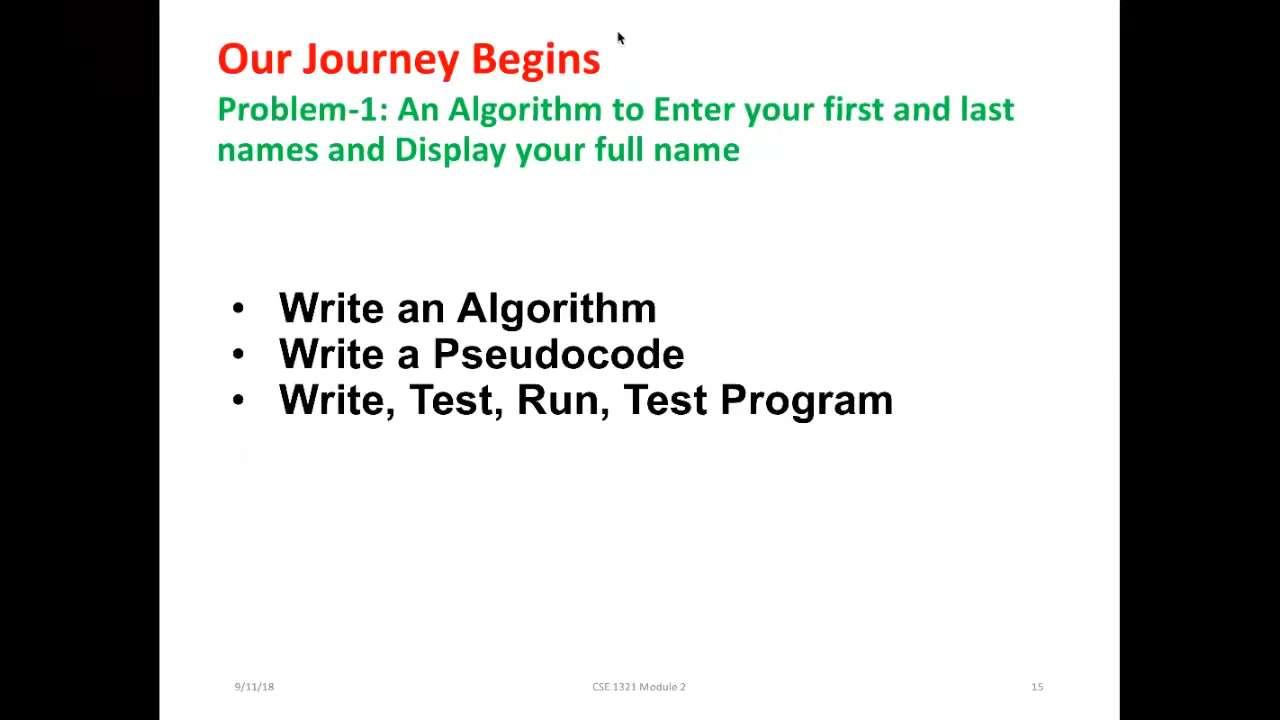 Our Journey Begins
Problem-1: An Algorithm to Enter your first and last
names and Display your full name
• Write an Algorithm
• Write a Pseudocode
• Write, Test, Run, Test Program
9/11/18
CSE 1321 Module 2
15